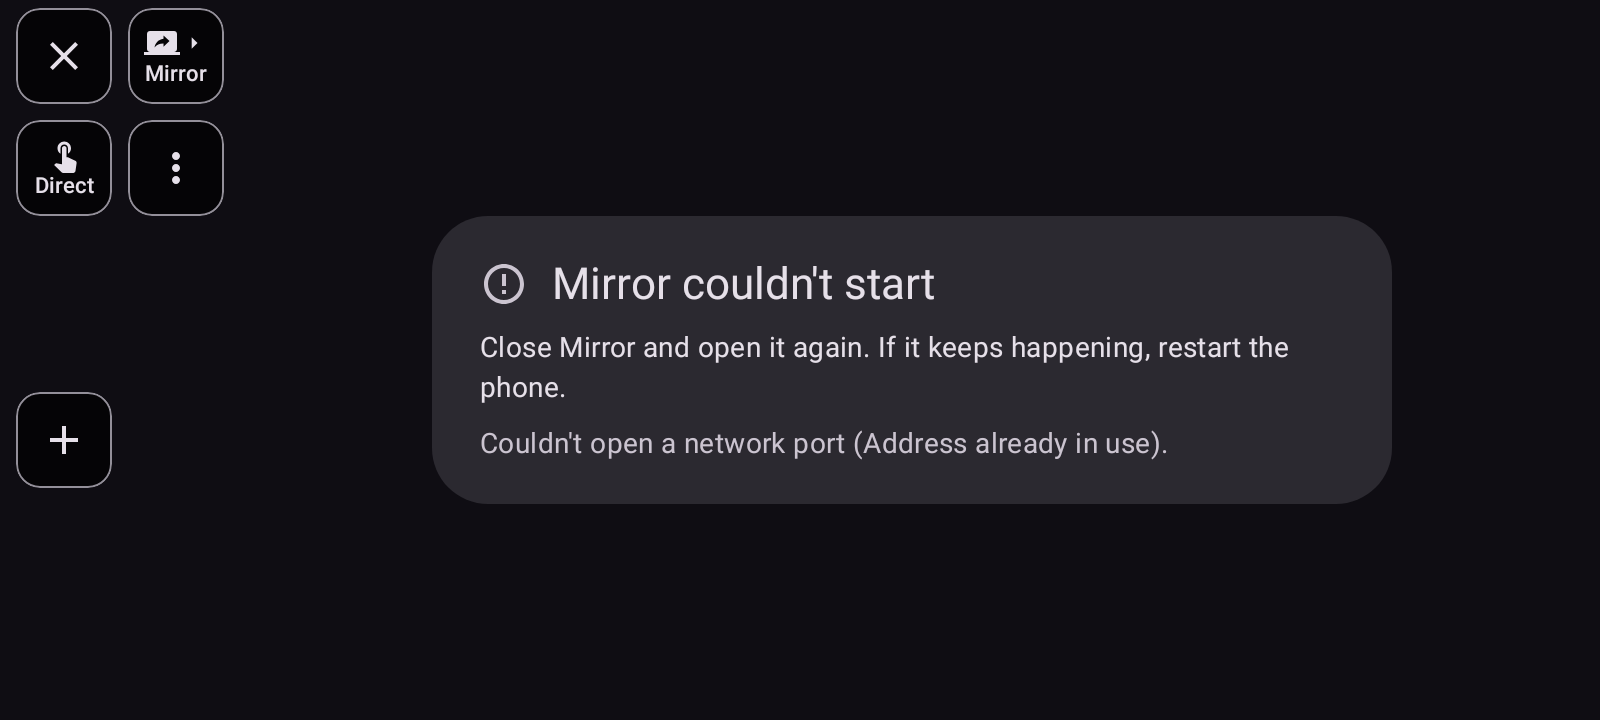 Mirror
Direct
Mirror couldn't start
Close Mirror and open it again. If it keeps happening, restart the
phone.
Couldn't open a network port (Address already in use).